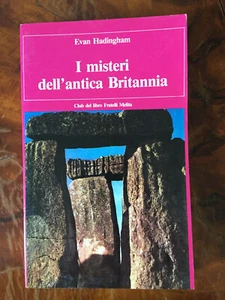 Evan Hadingham
I misteri
dell'antica Britannia
Club del libro Fratelli Melita